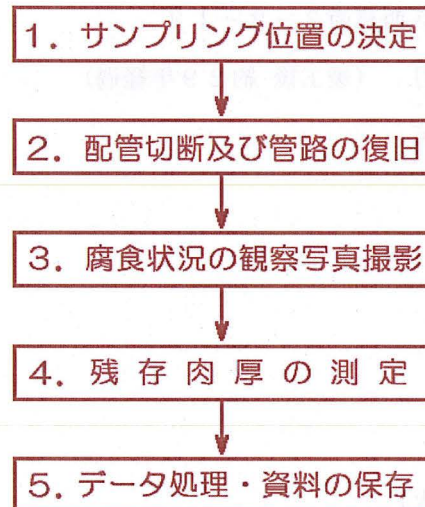 1．サンプリング位置の決定
2．配管切断及び管路の復旧
3．腐食状況の観察写真撮影
4．残 存 肉 厚 の 測 定
5．データ処理・資料の保存